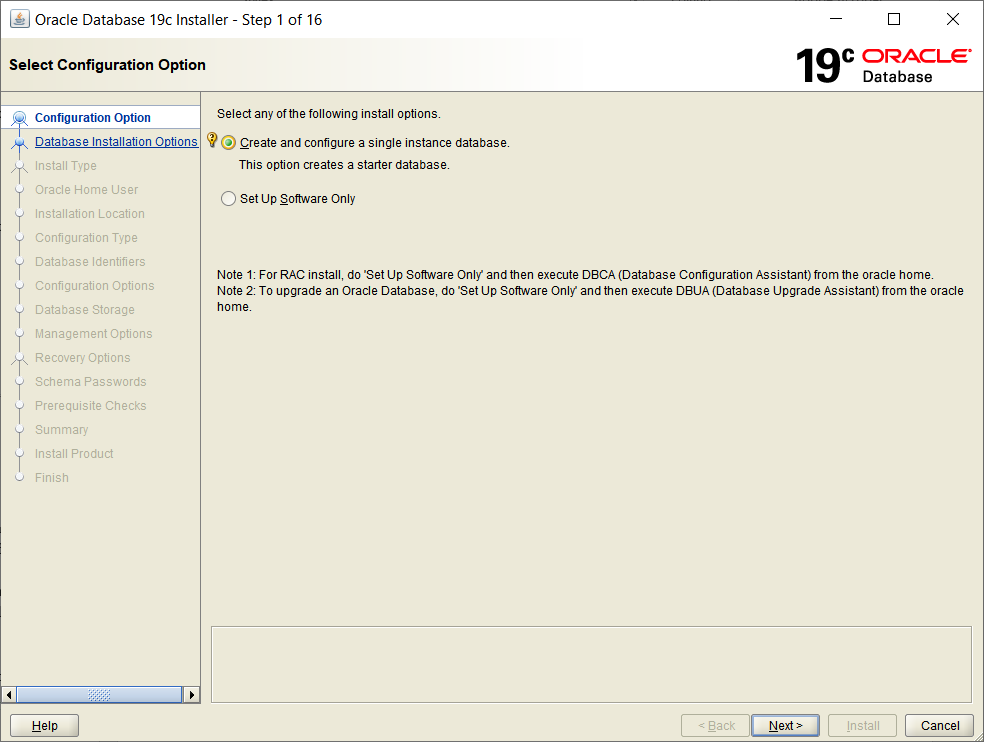 Oracle Database 19c Installer - Step 1 of 16
Select Configuration Option
19c ORACLE
Database
Configuration Option
Database Installation Options
Install Type
Oracle Home User
Installation Location
Configuration Type
Database Identifiers
Configuration Options
Database Storage
Management Options
Recovery Options
Schema Passwords
Prerequisite Checks
Summary
Install Product
Finish
Select any of the following install options.
Create and configure a single instance database.
This option creates a starter database.
Set Up Software Only
Note 1: For RAC install, do 'Set Up Software Only' and then execute DBCA (Database Configuration Assistant) from the oracle home.
Note 2: To upgrade an Oracle Database, do 'Set Up Software Only' and then execute DBUA (Database Upgrade Assistant) from the oracle
home.
Help
< Back
Next >
Install
Cancel